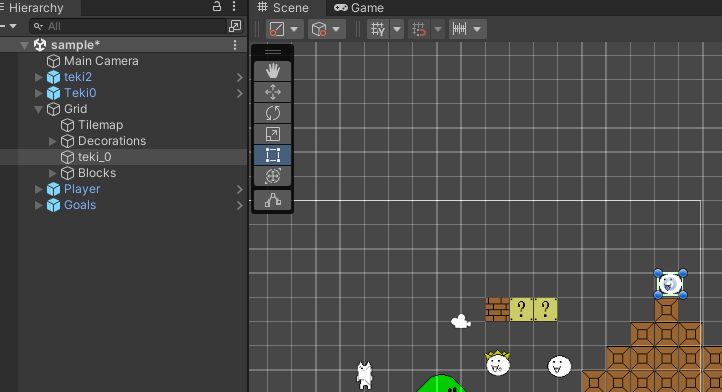 Hierarchy
Scene
Game
All
sample*
Main Camera
teki2
Teki0
Grid
Tilemap
Decorations
teki_0
Blocks
Player
Goals
? ?